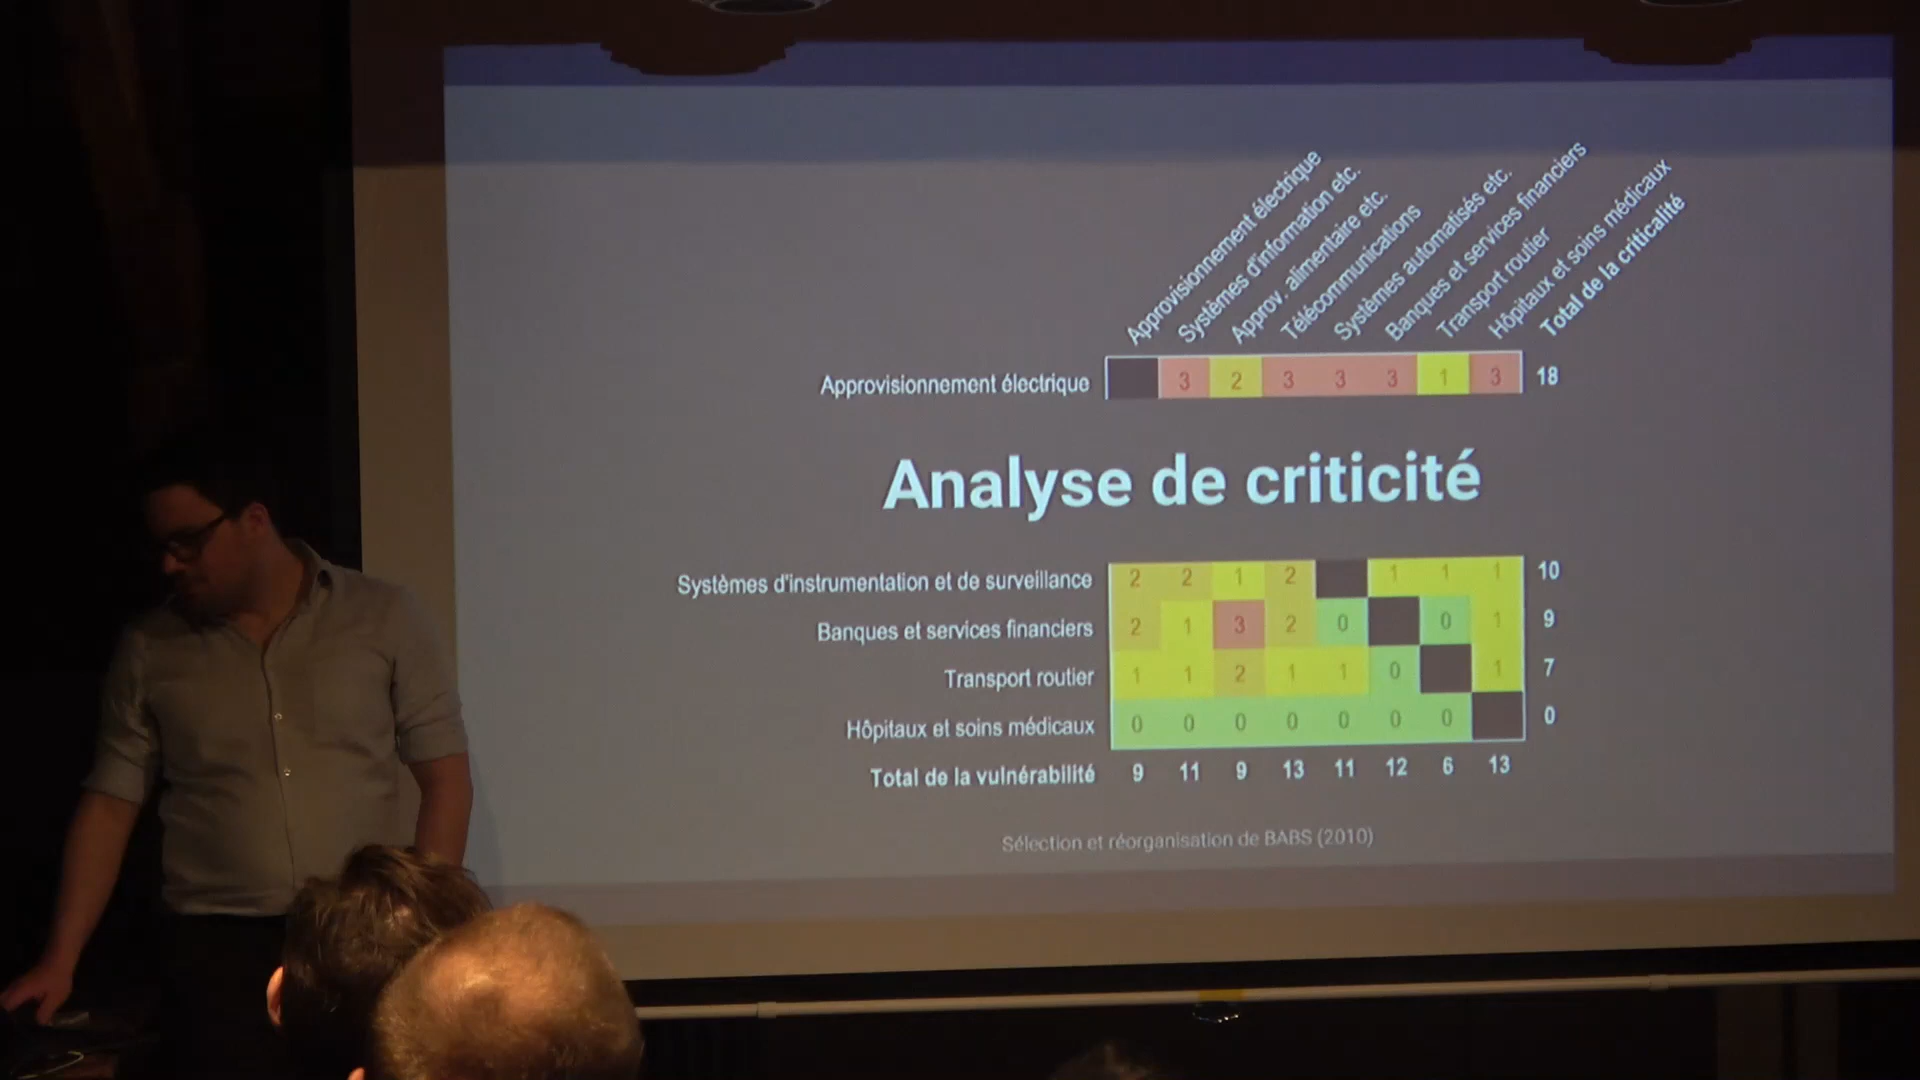 Approvisionnement électrique
Systèmes d'information etc.
Approv. alimentaire etc.
Télécommunications
Systèmes automatisés etc.
Banques et services financiers
Transport routier
Hôpitaux et soins médicaux
Total de la criticalité
Approvisionnement électrique 3 2 3 3 3 1 3 18
Analyse de criticité
Systèmes d'instrumentation et de surveillance 2 2 1 2 1 1 1 10
Banques et services financiers 2 1 3 2 0 0 1 9
Transport routier 1 1 2 1 1 0 1 7
Hôpitaux et soins médicaux 0 0 0 0 0 0 0 0
Total de la vulnérabilité 9 11 9 13 11 12 6 13
Sélection et réorganisation de BABS (2010)